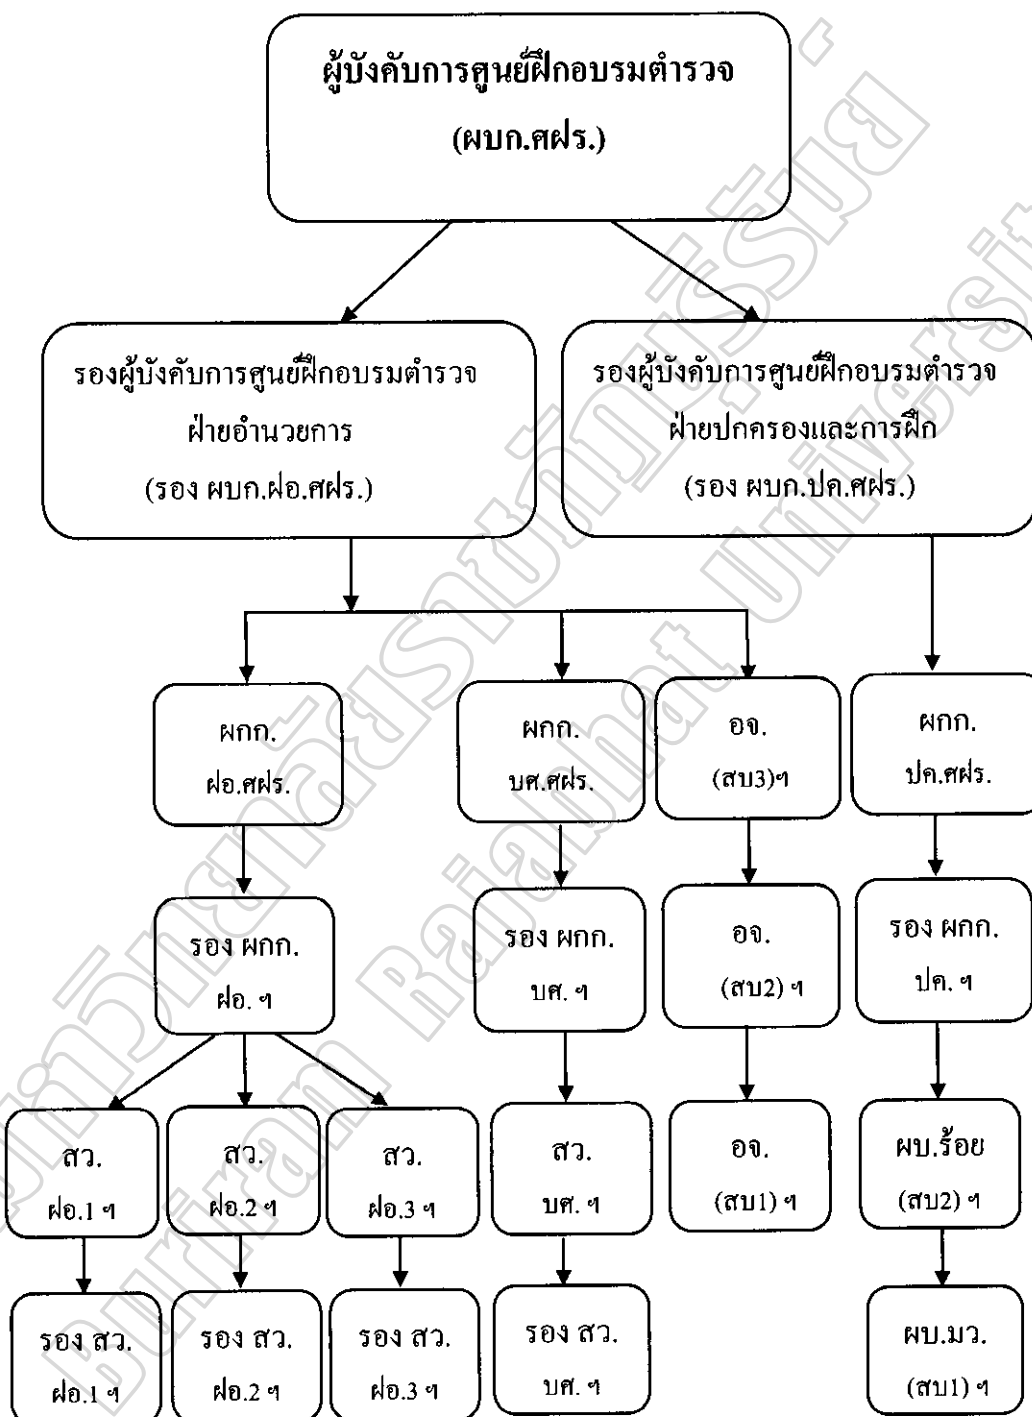 ผู้บังคับการศูนย์ฝึกอบรมตำรวจ
(ผบก.ศฝร.)
รองผู้บังคับการศูนย์ฝึกอบรมตำรวจ
ฝ่ายอำนวยการ
(รอง ผบก.ฝอ.ศฝร.)
รองผู้บังคับการศูนย์ฝึกอบรมตำรวจ
ฝ่ายปกครองและการฝึก
(รอง ผบก.ปค.ศฝร.)
ผกก.
ฝอ.ศฝร.
ผกก.
บศ.ศฝร.
อจ.
(สบ3)ฯ
ผกก.
ปค.ศฝร.
รอง ผกก.
ฝอ. ฯ
รอง ผกก.
บศ. ฯ
อจ.
(สบ2) ฯ
รอง ผกก.
ปค. ฯ
สว.
ฝอ.1 ฯ
สว.
ฝอ.2 ฯ
สว.
ฝอ.3 ฯ
สว.
บศ. ฯ
อจ.
(สบ1) ฯ
ผบ.ร้อย
(สบ2) ฯ
รอง สว.
ฝอ.1 ฯ
รอง สว.
ฝอ.2 ฯ
รอง สว.
ฝอ.3 ฯ
รอง สว.
บศ. ฯ
ผบ.มว.
(สบ1) ฯ
Buriram Rajabhat Universit